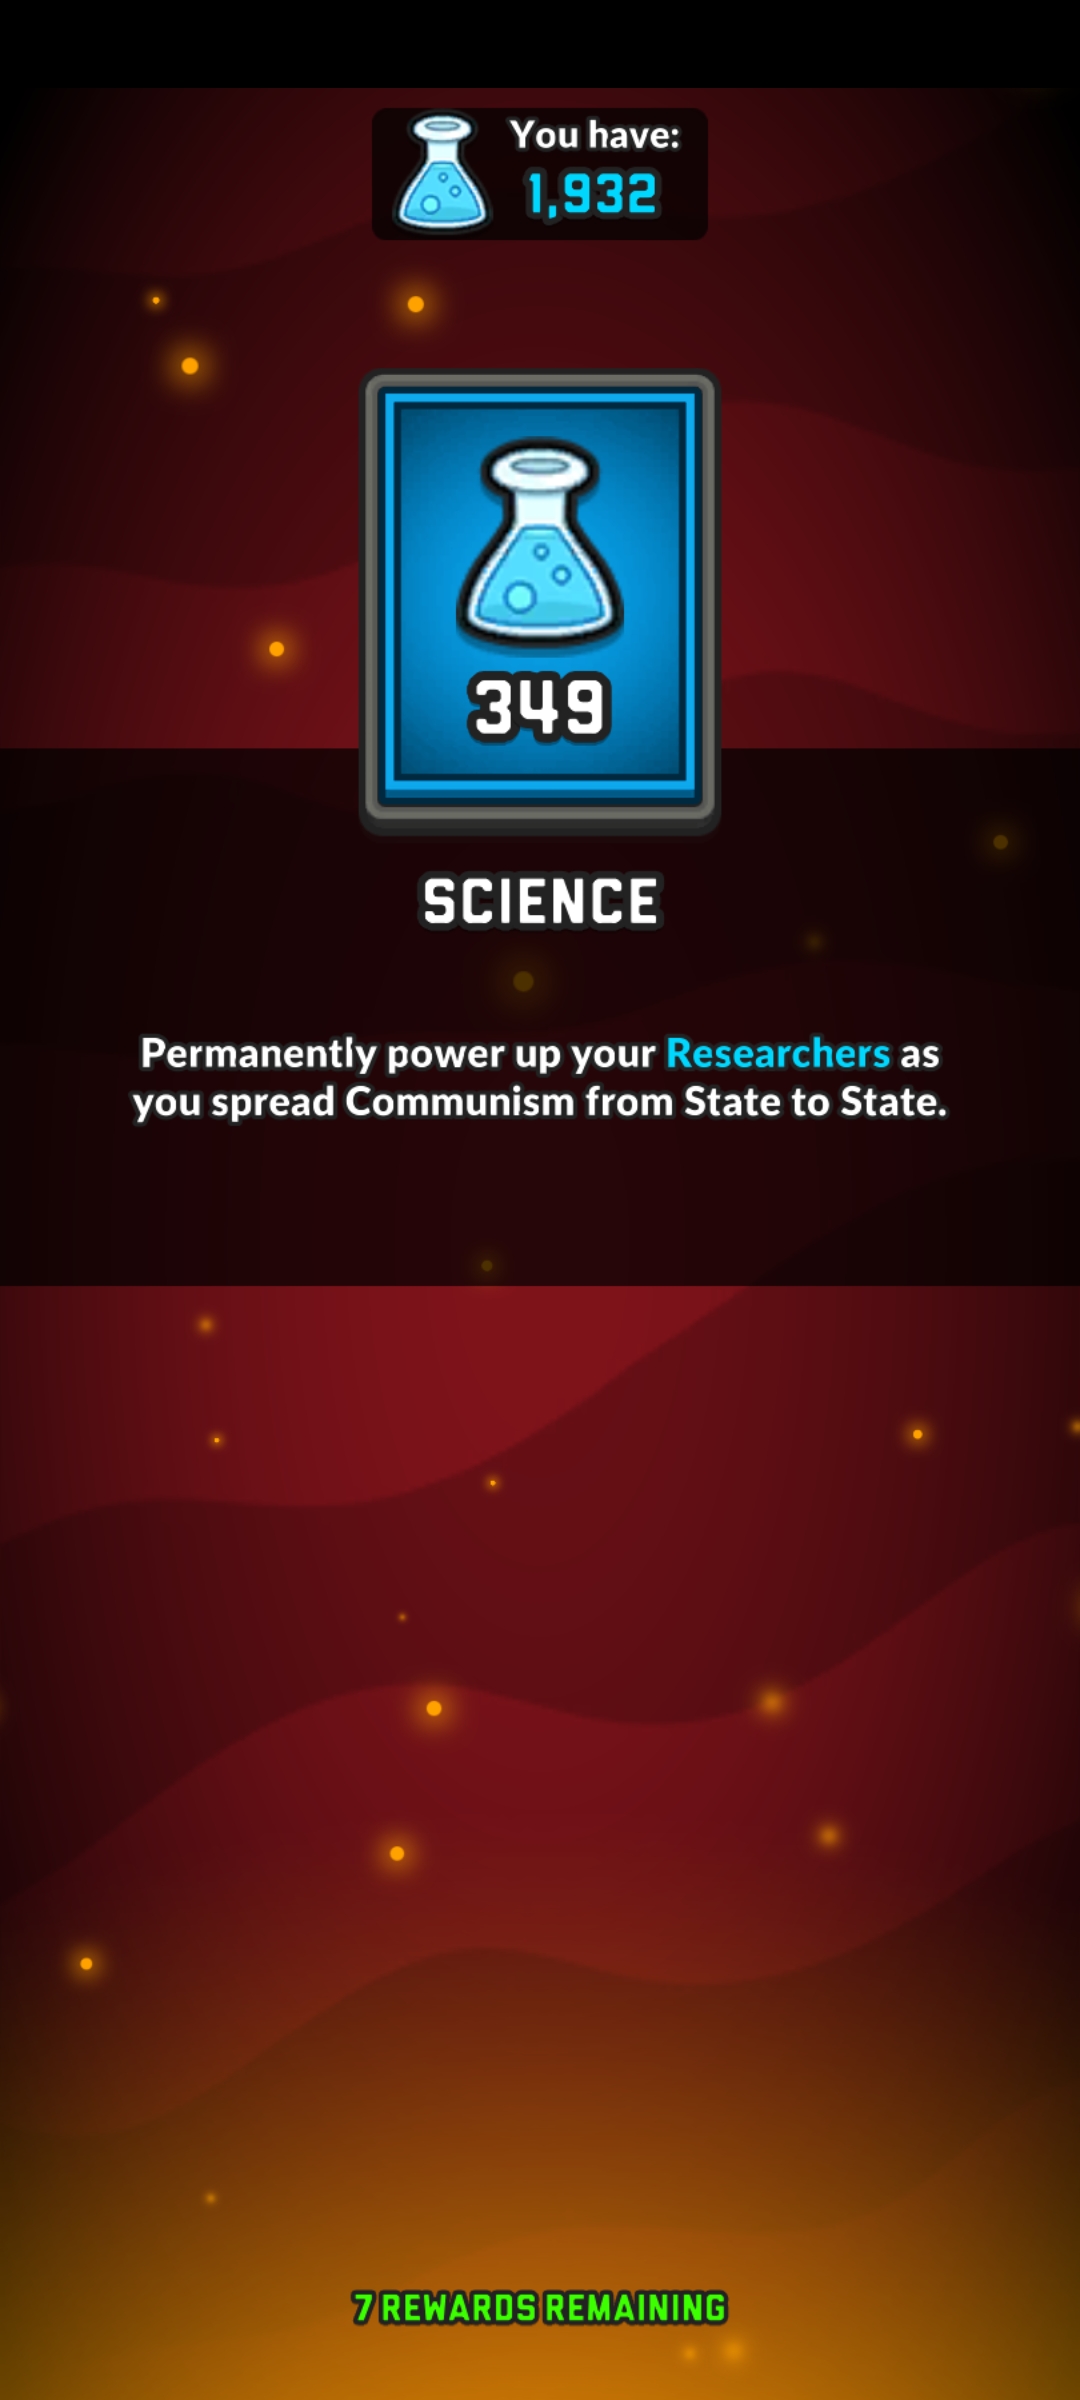 You have:
1,932
349
SCIENCE
Permanently power up your Researchers as
you spread Communism from State to State.
7 REWARDS REMAINING